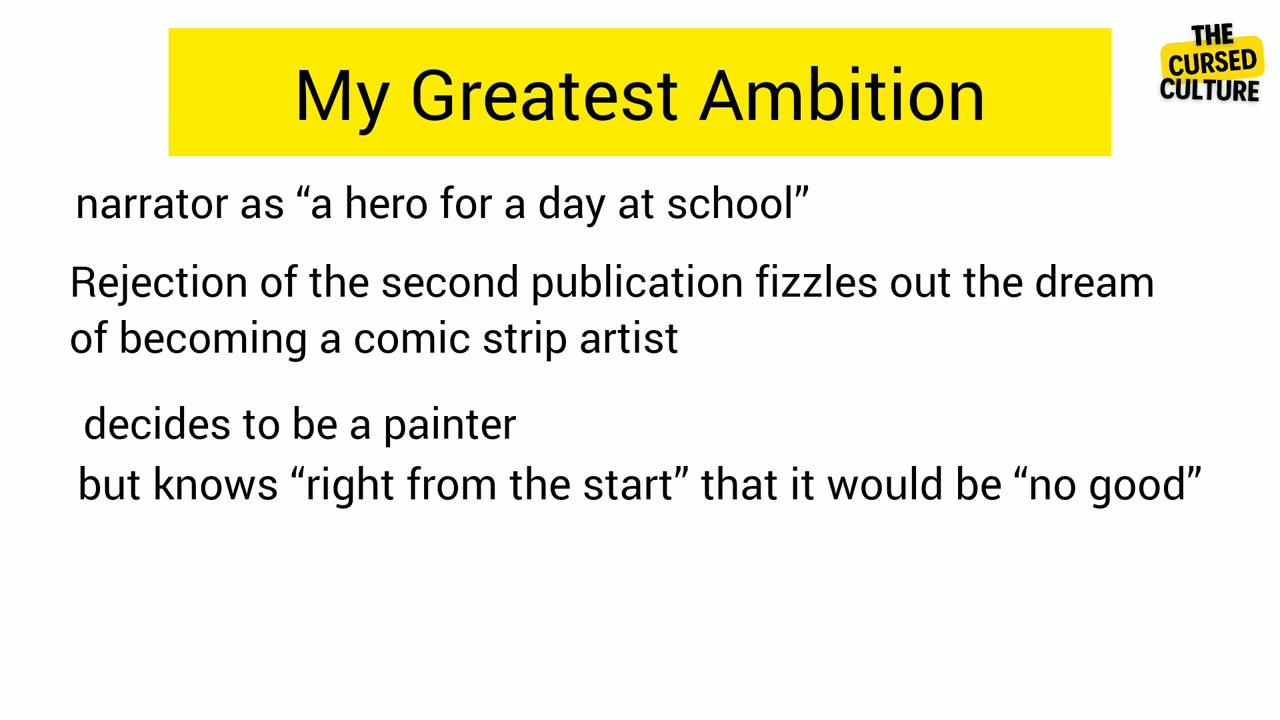 My Greatest Ambition
THE
CURSED
CULTURE
narrator as “a hero for a day at school”
Rejection of the second publication fizzles out the dream
of becoming a comic strip artist
decides to be a painter
but knows “right from the start” that it would be “no good”